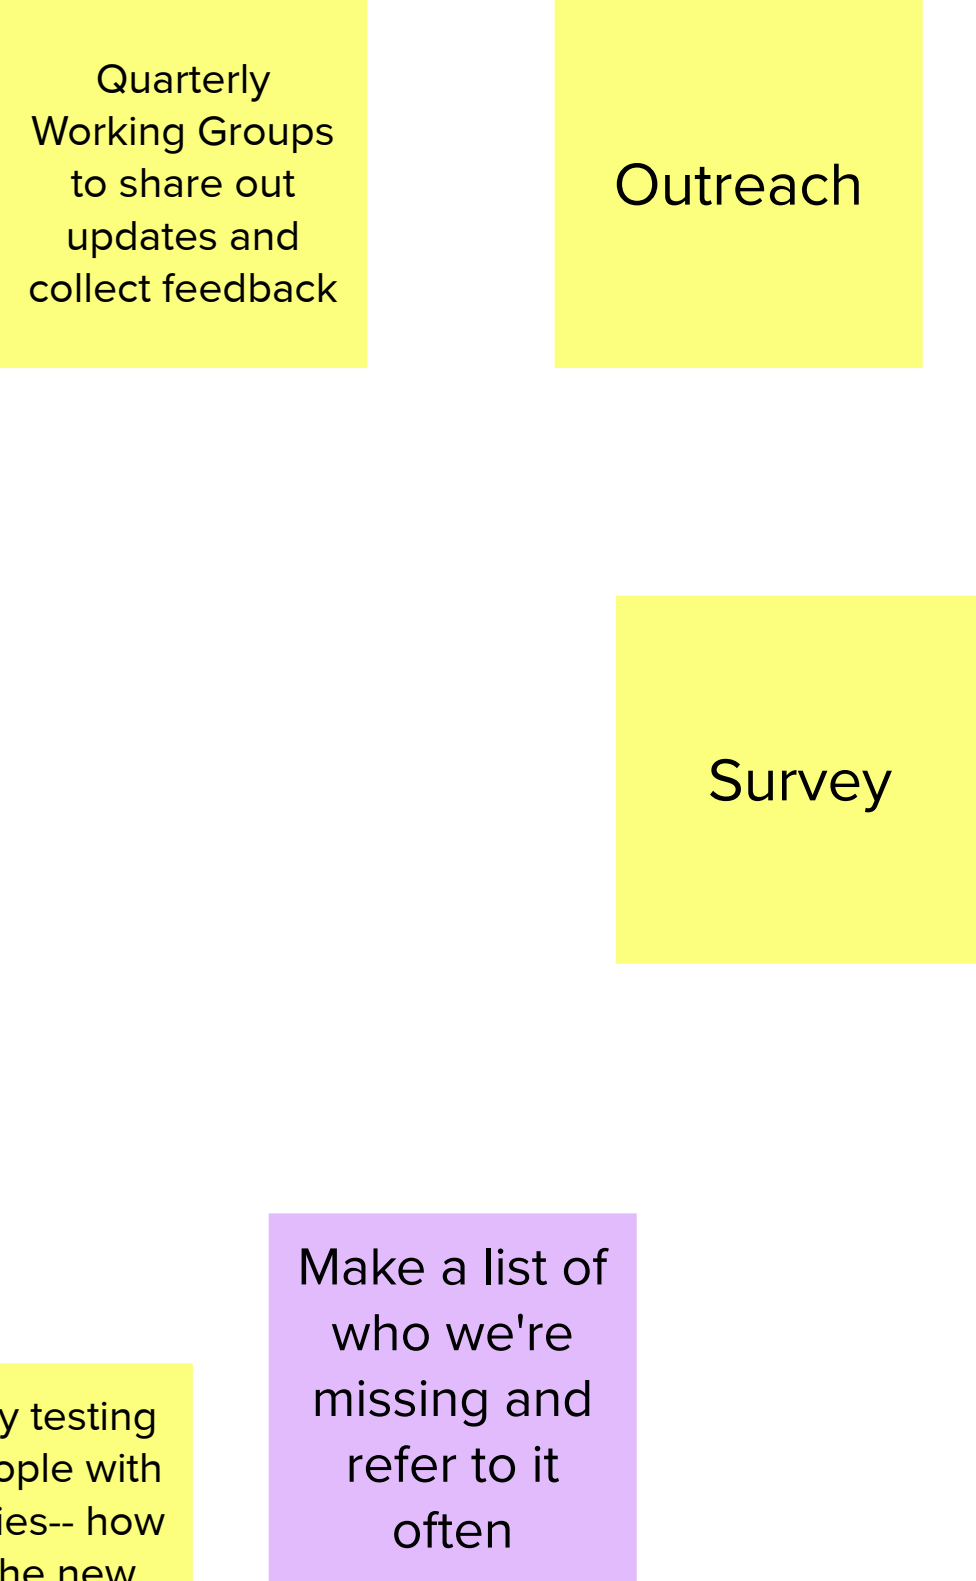 Quarterly
Working Groups
to share out
updates and
collect feedback
Outreach
Survey
Make a list of
who we're
missing and
refer to it
often
testing
with
how
new